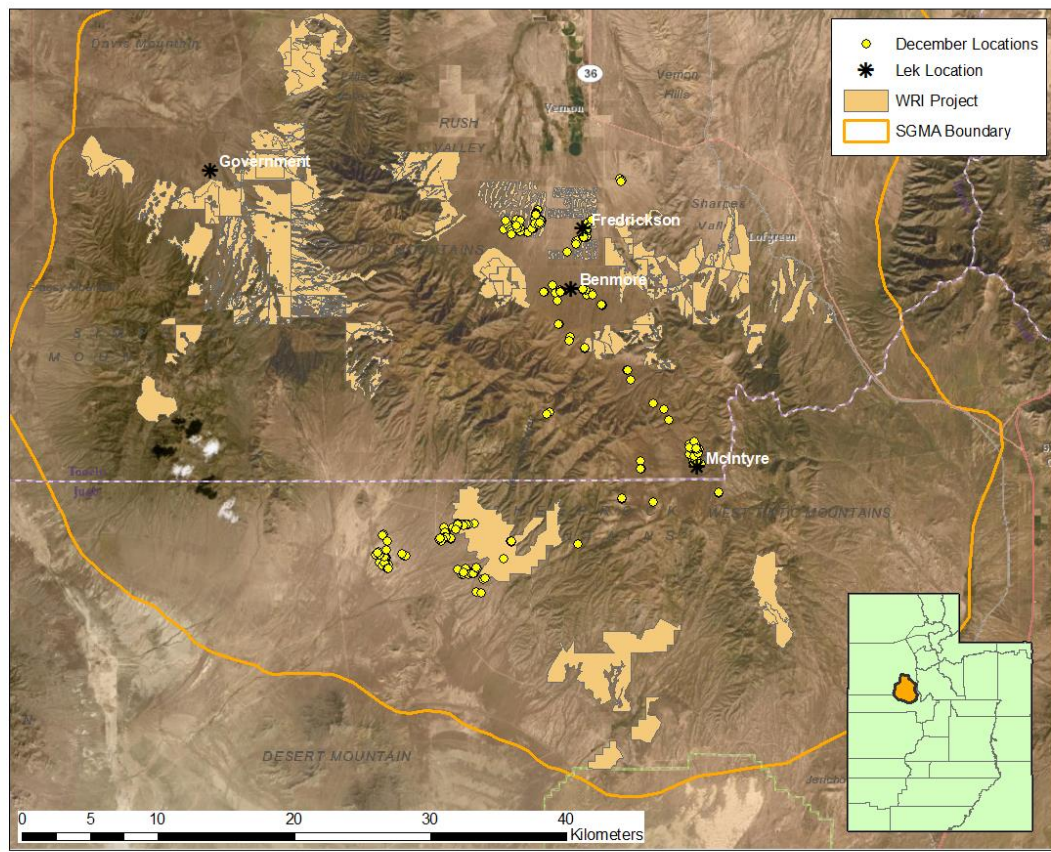 Davis Mountain
36
Vernon
Vernon
Hills
RUSH
VALLEY
December Locations
Lek Location
WRI Project
SGMA Boundary
Government
Fredrickson
Lofgreen
Benmore
McIntyre
WEST TINTIC MOUNTAINS
DESERT MOUNTAIN
Jericho
0 5 10 20 30 40
Kilometers